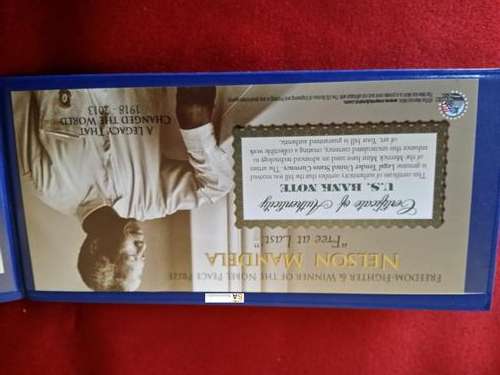 FREEDOM-FIGHTER & WINNER OF THE NOBEL PEACE PRIZE
NELSON MANDELA
"Free at Last"
Certificate of Authenticity
U.S. BANK NOTE
This certificate of authenticity certifies that the bill you received
is genuine Legal Tender United States Currency. The artists
of the Merrick Mint have used an advanced technology to
enhance this uncirculated currency, creating a collectible work
of art. Your bill is guaranteed authentic.
A LEGACY THAT
CHANGED THE WORLD
1918 - 2013